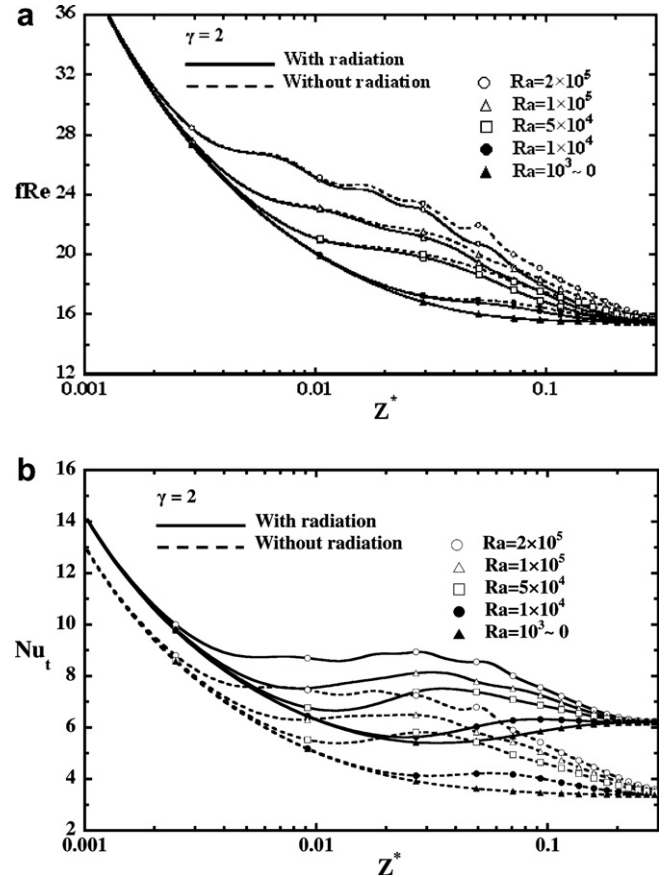 a
36
32
28
fRe 24
20
16
12
0.001
0.01
0.1
Z*
γ = 2
With radiation
Without radiation
Ra=2×10⁵
Ra=1×10⁵
Ra=5×10⁴
Ra=1×10⁴
Ra=10³~ 0
b
16
14
12
10
Nuₜ
8
6
4
2
0.001
0.01
0.1
Z*
γ = 2
With radiation
Without radiation
Ra=2×10⁵
Ra=1×10⁵
Ra=5×10⁴
Ra=1×10⁴
Ra=10³~ 0